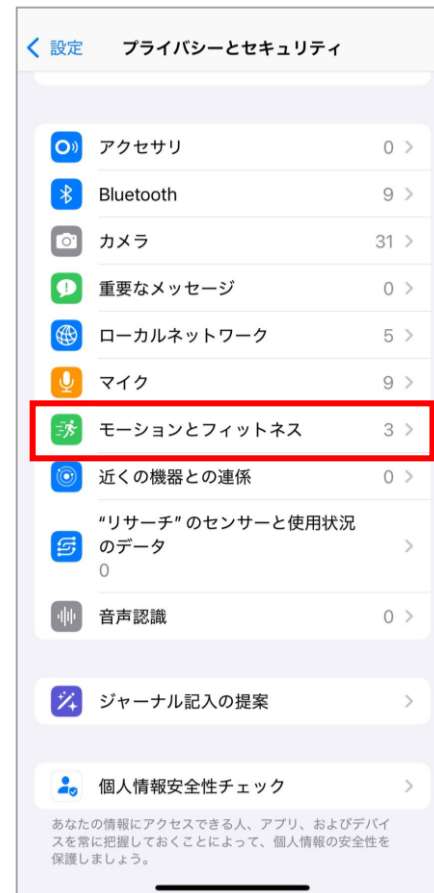 設定 プライバシーとセキュリティ
アクセサリ 0
Bluetooth 9
カメラ 31
重要なメッセージ 0
ローカルネットワーク 5
マイク 9
モーションとフィットネス 3
近くの機器との連係 0
“リサーチ” のセンサーと使用状況
のデータ
0
音声認識 0
ジャーナル記入の提案
個人情報安全性チェック
あなたの情報にアクセスできる人、アプリ、およびデバイ
スを常に把握しておくことによって、個人情報の安全性を
保護しましょう。